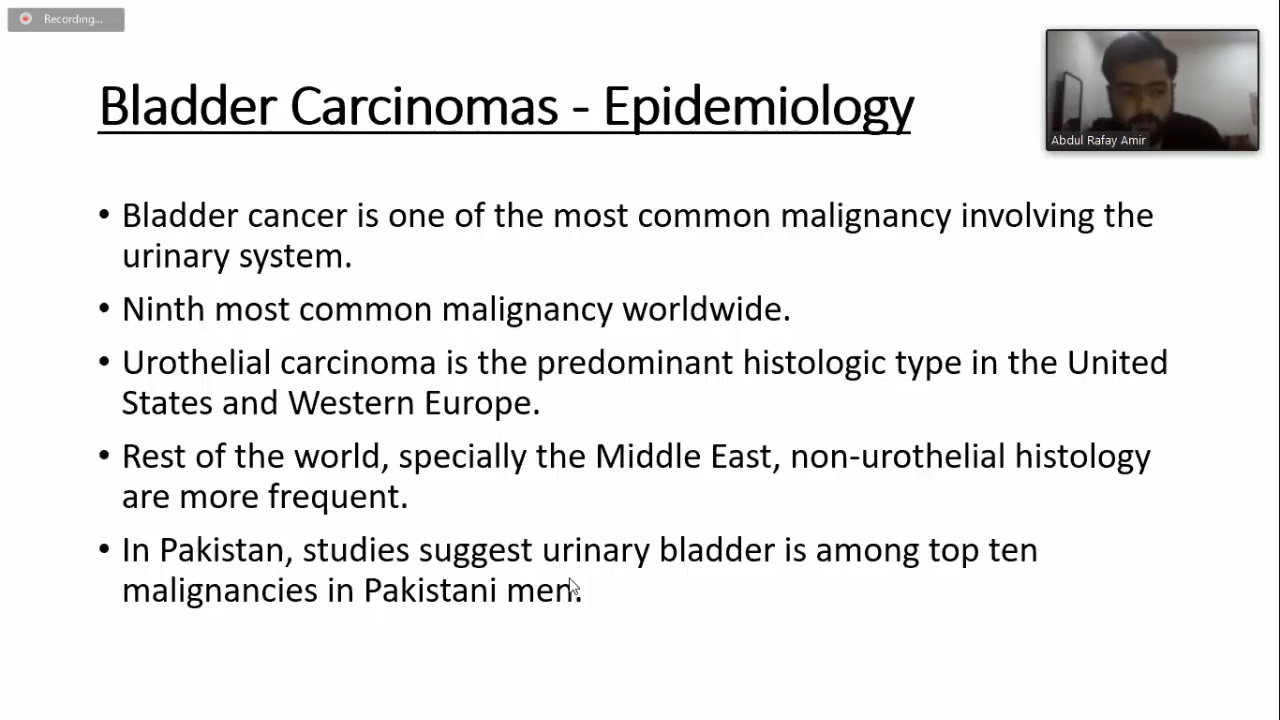 Recording...
Bladder Carcinomas - Epidemiology
Abdul Rafay Amir
• Bladder cancer is one of the most common malignancy involving the
urinary system.
• Ninth most common malignancy worldwide.
• Urothelial carcinoma is the predominant histologic type in the United
States and Western Europe.
• Rest of the world, specially the Middle East, non-urothelial histology
are more frequent.
• In Pakistan, studies suggest urinary bladder is among top ten
malignancies in Pakistani men.